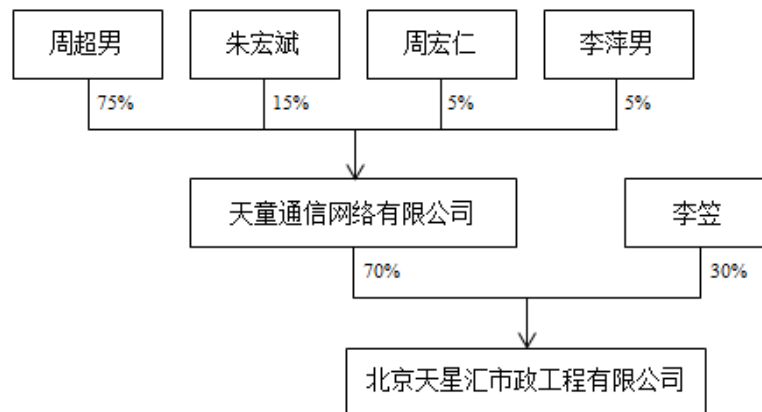 周超男
朱宏斌
周宏仁
李萍男
75%
15%
5%
5%
天童通信网络有限公司
李笠
70%
30%
北京天星汇市政工程有限公司